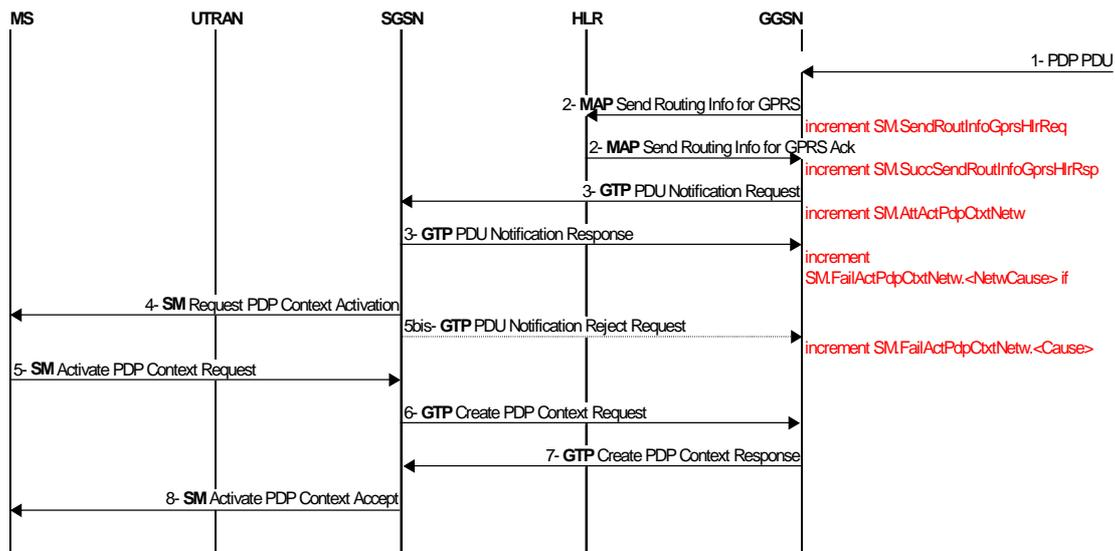 MS UTRAN SGSN HLR GGSN
1- PDP PDU
2- MAP Send Routing Info for GPRS
increment SM.SendRoutInfoGprsHlrReq
2- MAP Send Routing Info for GPRS Ack
increment SM.SuccSendRoutInfoGprsHlrRsp
3- GTP PDU Notification Request
increment SM.AttActPdpCtxtNetw
3- GTP PDU Notification Response
increment
SM.FailActPdpCtxtNetw.<NetwCause> if
4- SM Request PDP Context Activation
5bis- GTP PDU Notification Reject Request
increment SM.FailActPdpCtxtNetw.<Cause>
5- SM Activate PDP Context Request
6- GTP Create PDP Context Request
7- GTP Create PDP Context Response
8- SM Activate PDP Context Accept